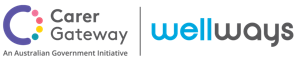 Carer
Gateway
An Australian Government Initiative
wellways